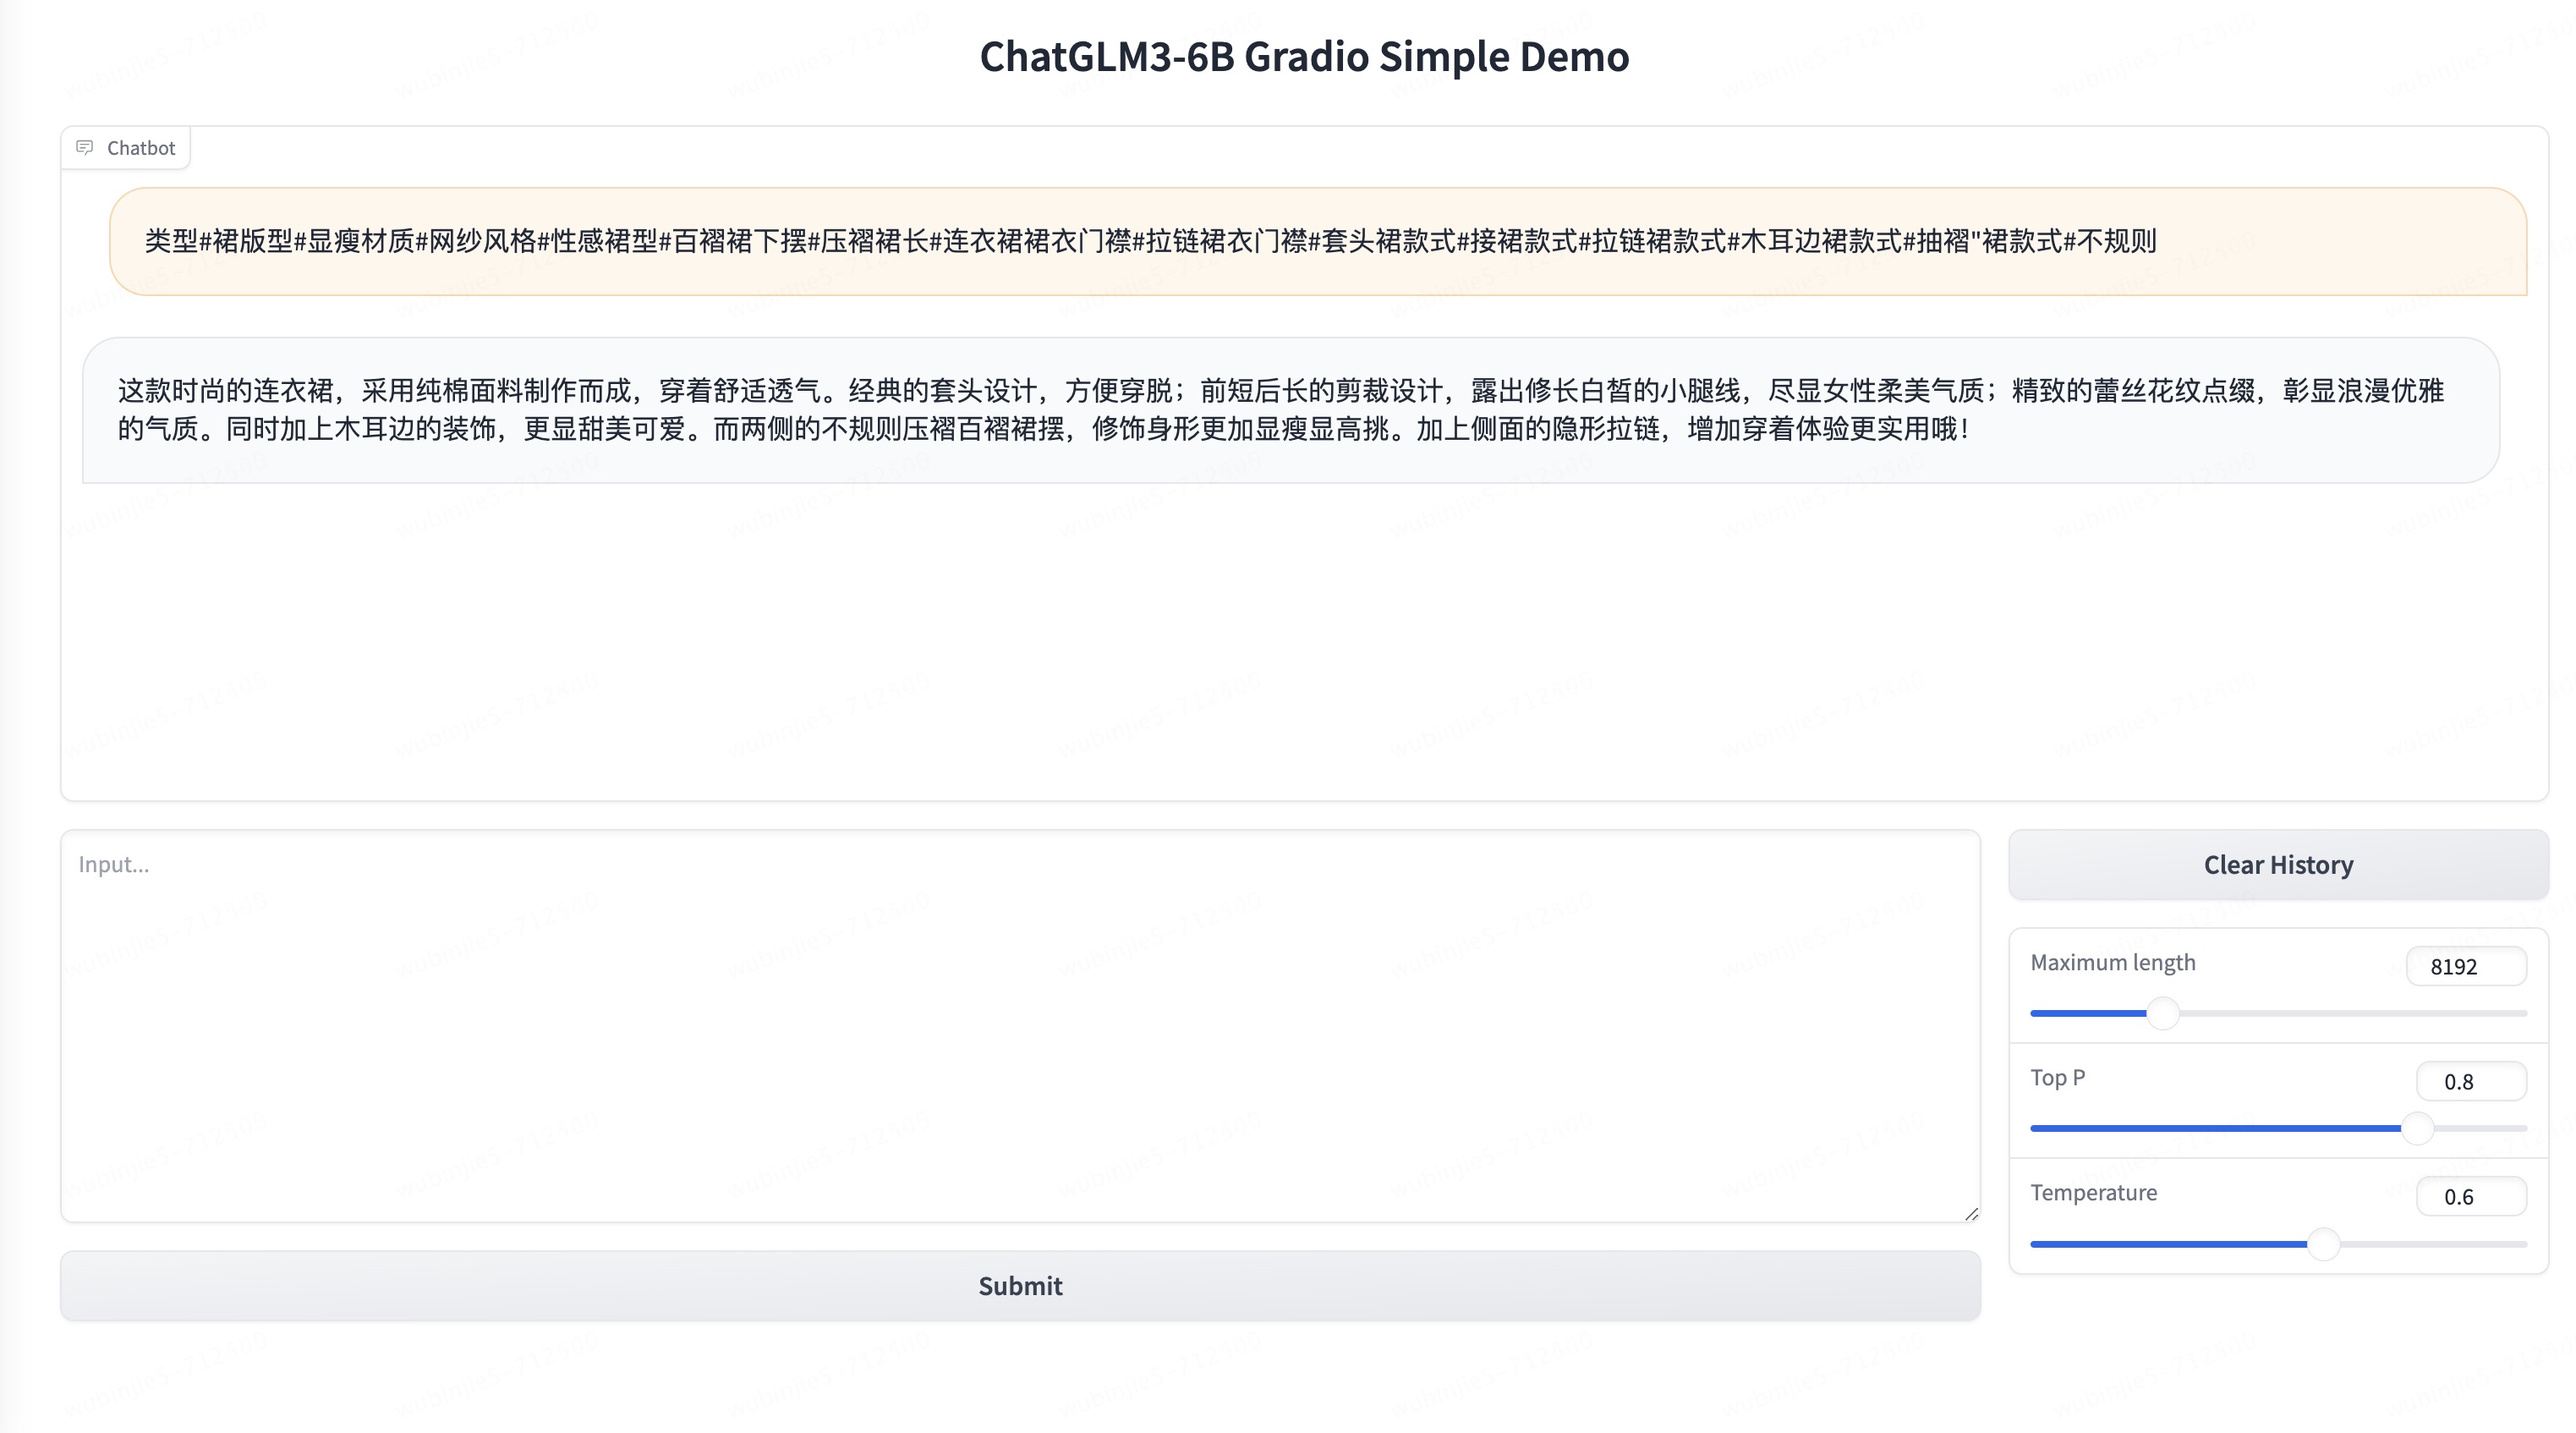 ChatGLM3-6B Gradio Simple Demo
Chatbot
类型#裙版型#显瘦材质#网纱风格#性感裙型#百褶裙下摆#压褶裙长#连衣裙裙衣门襟#拉链裙衣门襟#套头裙款式#接裙款式#拉链裙款式#木耳边裙款式#抽褶"裙款式#不规则
这款时尚的连衣裙，采用纯棉面料制作而成，穿着舒适透气。经典的套头设计，方便穿脱；前短后长的剪裁设计，露出修长白皙的小腿线，尽显女性柔美气质；精致的蕾丝花纹点缀，彰显浪漫优雅
的气质。同时加上木耳边的装饰，更显甜美可爱。而两侧的不规则压褶百褶裙摆，修饰身形更加显瘦显高挑。加上侧面的隐形拉链，增加穿着体验更实用哦！
Input...
Clear History
Maximum length
8192
Top P
0.8
Temperature
0.6
Submit